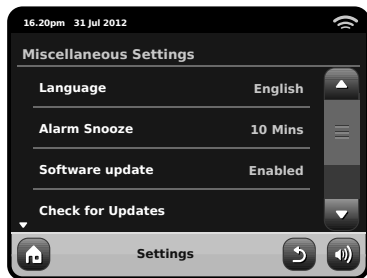 16.20pm 31 Jul 2012
Miscellaneous Settings
Language English
Alarm Snooze 10 Mins
Software update Enabled
Check for Updates
Settings